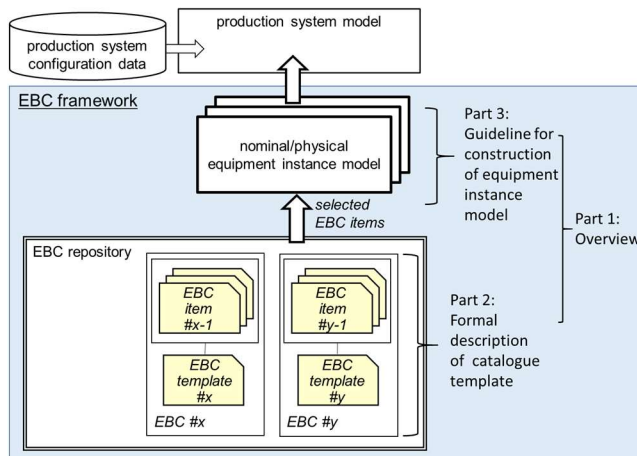 production system model
production system
configuration data
EBC framework
nominal/physical
equipment instance model
Part 3:
Guideline for
construction
of equipment
instance
model
Part 1:
Overview
selected
EBC items
EBC repository
EBC
item
#x-1
EBC
template
#x
EBC #x
EBC
item
#y-1
EBC
template
#y
EBC #y
Part 2:
Formal
description
of catalogue
template